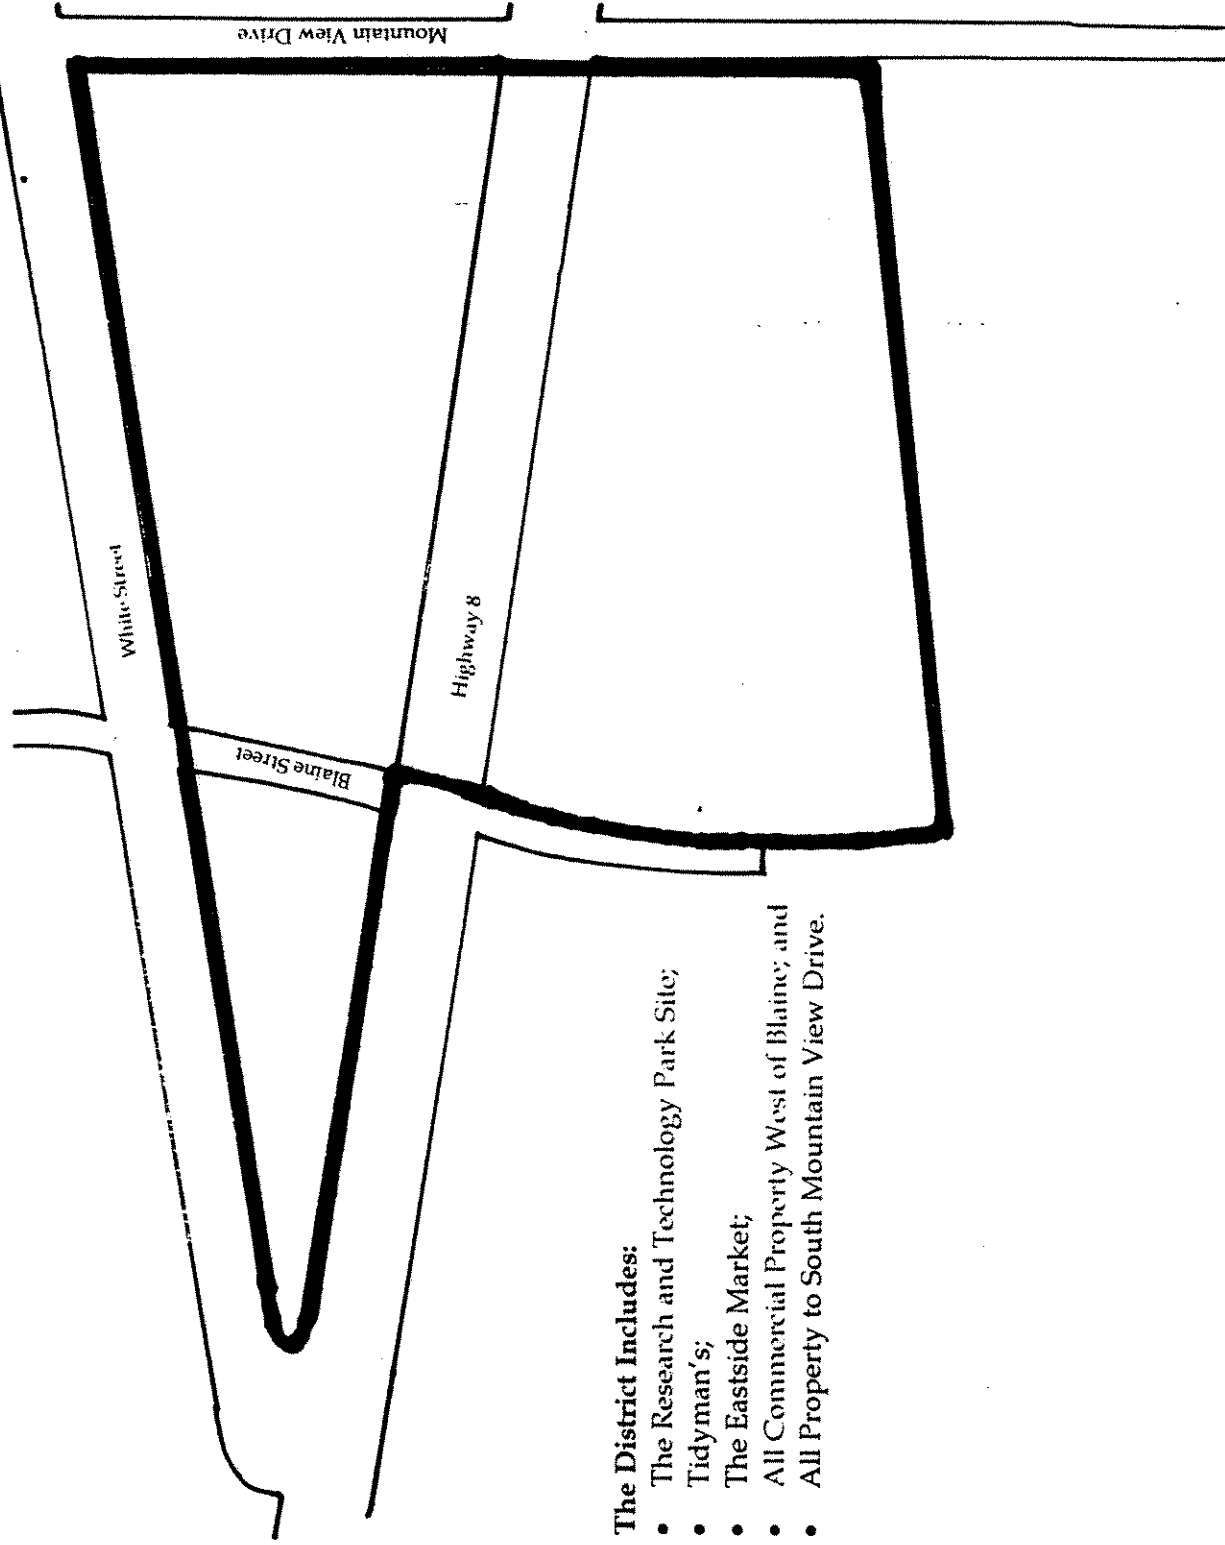 Mountain View Drive
White Street
Blaine Street
Highway 8
The District Includes:
• The Research and Technology Park Site;
• Tidyman's;
• The Eastside Market;
• All Commercial Property West of Blaine; and
• All Property to South Mountain View Drive.